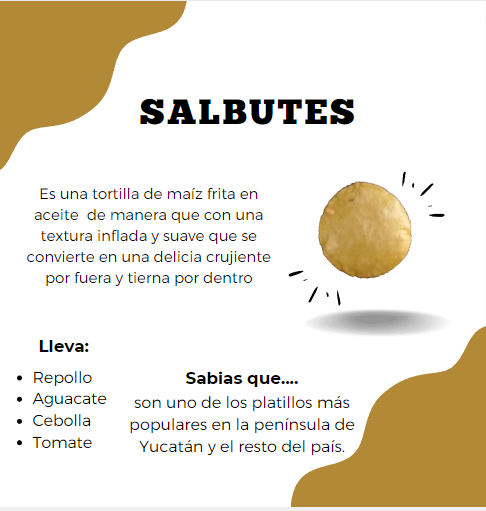 SALBUTES
Es una tortilla de maíz frita en
aceite de manera que con una
textura inflada y suave que se
convierte en una delicia crujiente
por fuera y tierna por dentro
Lleva:
• Repollo
• Aguacate
• Cebolla
• Tomate
Sabias que....
son uno de los platillos más
populares en la península de
Yucatán y el resto del país.